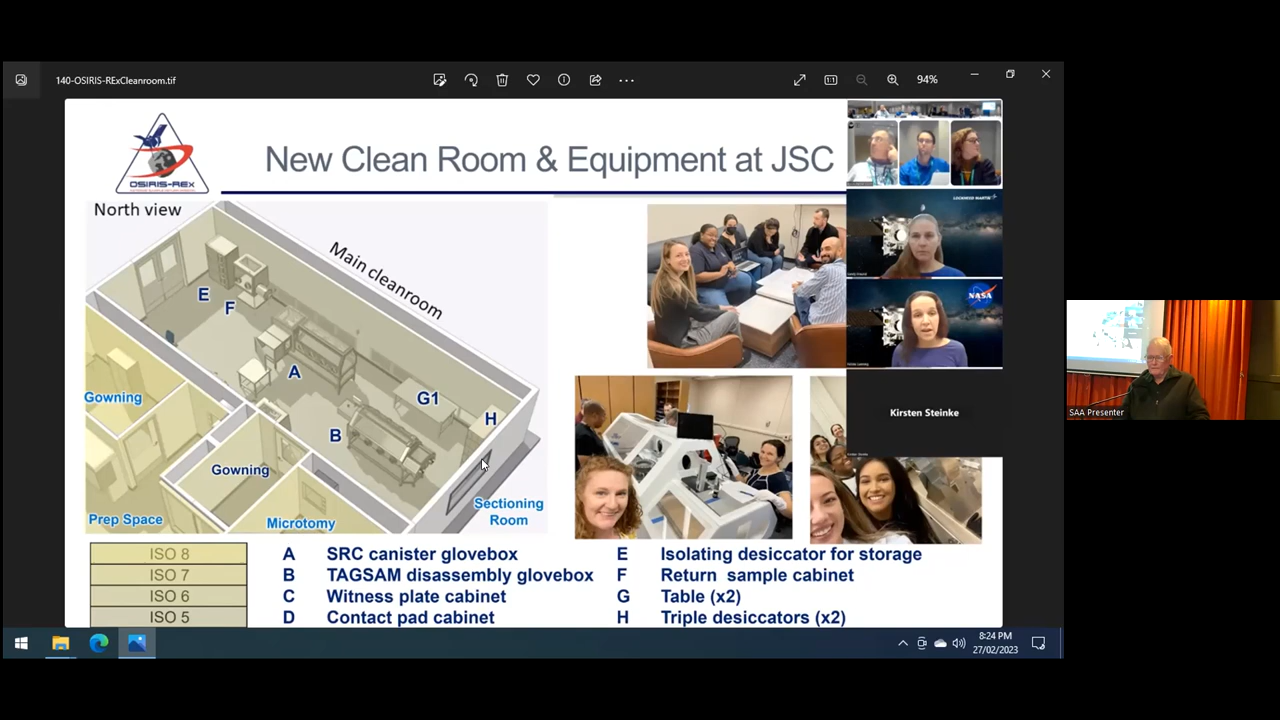 140-OSIRIS-RExCleanroom.tif
94%
OSIRIS-REx
New Clean Room & Equipment at JSC
North view
Main cleanroom
E
F
A
G1
H
B
Gowning
Gowning
Prep Space
Microtomy
Sectioning
Room
LOCKHEED MARTIN
NASA
Kirsten Steinke
SAA Presenter
ISO 8
ISO 7
ISO 6
ISO 5
A SRC canister glovebox
B TAGSAM disassembly glovebox
C Witness plate cabinet
D Contact pad cabinet
E Isolating desiccator for storage
F Return sample cabinet
G Table (x2)
H Triple desiccators (x2)
8:24 PM
27/02/2023